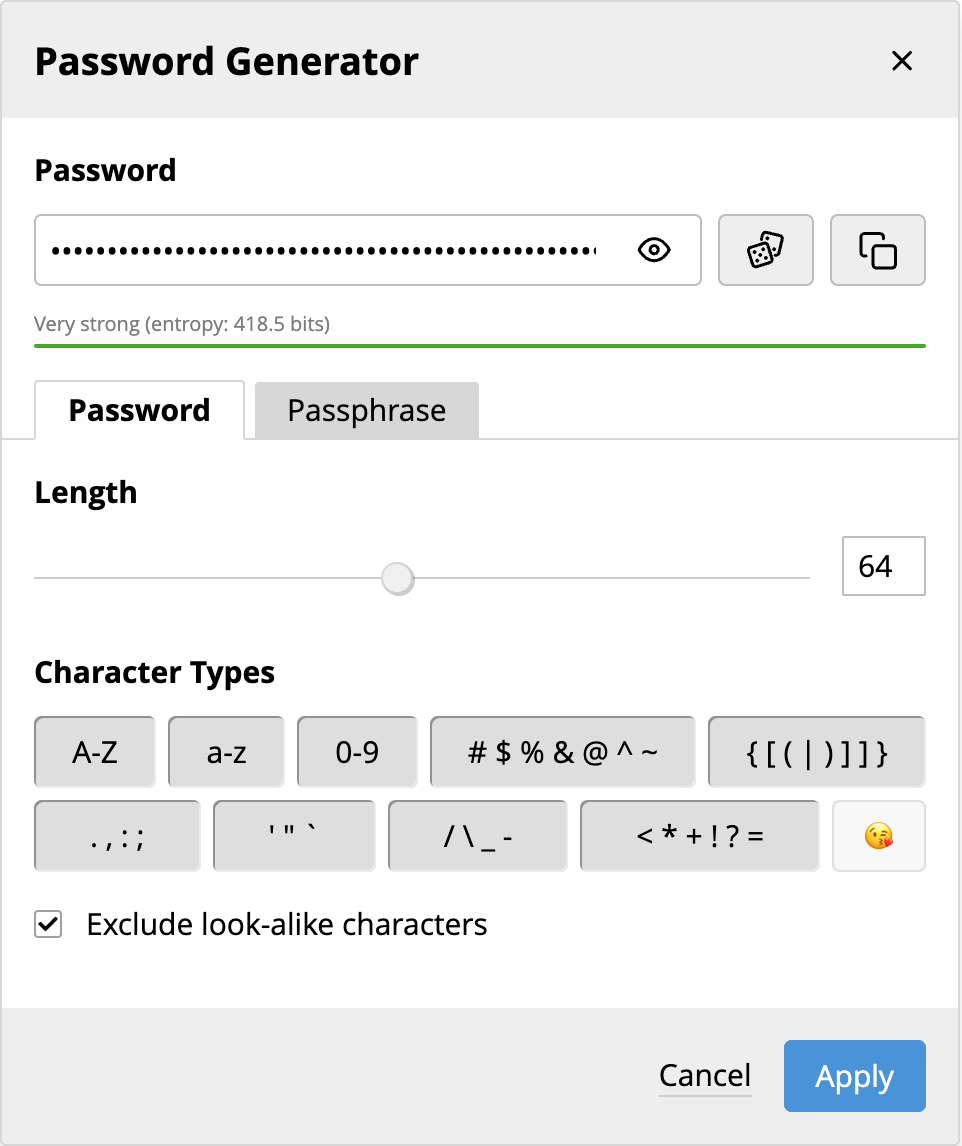 Password Generator
Password
••••••••••••••••••••••••••••••••••••••••••••••••
Very strong (entropy: 418.5 bits)
Password Passphrase
Length
64
Character Types
A-Z a-z 0-9 # $ % & @ ^ ~ { [ ( | ) ] ] }
. , : ; ' " ` / \ _ - < * + ! ? = 😘
Exclude look-alike characters
Cancel Apply